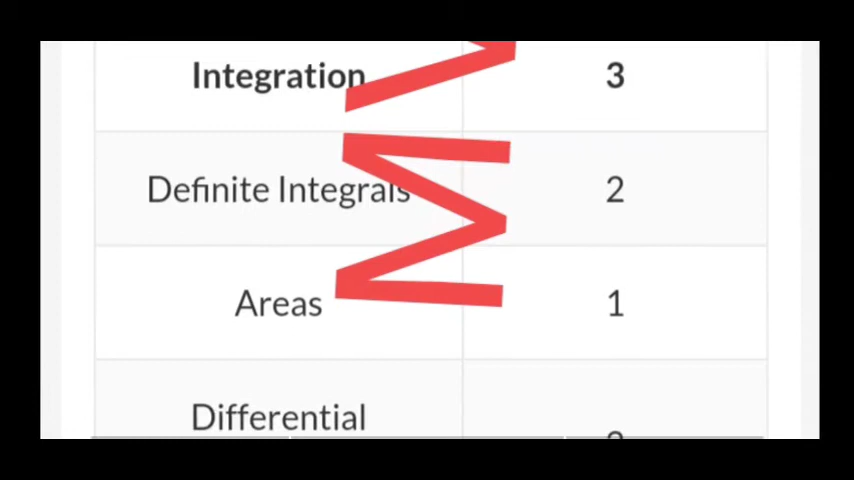 Integration 3
Definite Integrals 2
Areas 1
Differential